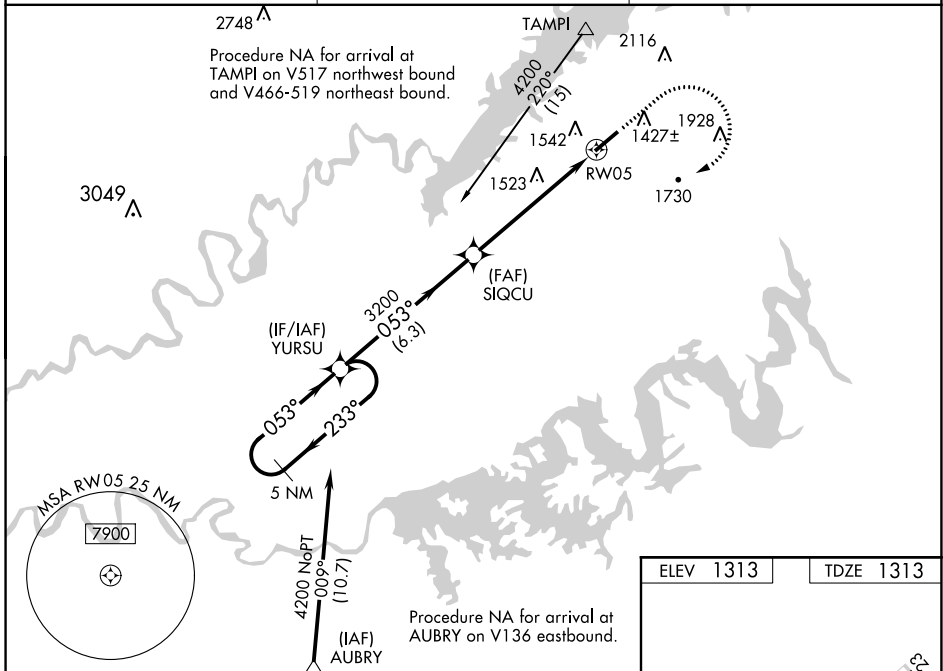 2748
TAMPI
2116
Procedure NA for arrival at
TAMPI on V517 northwest bound
and V466-519 northeast bound.
4200
220°
(15)
1542
1427±
1928
RW05
1523
1730
3049
(FAF)
SIQCU
3200
053°
(6.3)
(IF/IAF)
YURSU
053°
233°
5 NM
MSA RW05 25 NM
7900
4200 NoPT
009°
(10.7)
ELEV 1313
TDZE 1313
Procedure NA for arrival at
AUBRY on V136 eastbound.
(IAF)
AUBRY
23